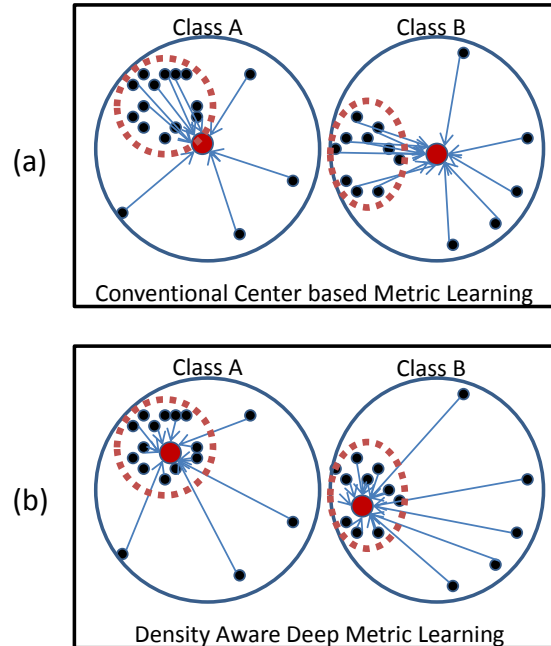 Class A
Class B
(a)
Conventional Center based Metric Learning
Class A
Class B
(b)
Density Aware Deep Metric Learning